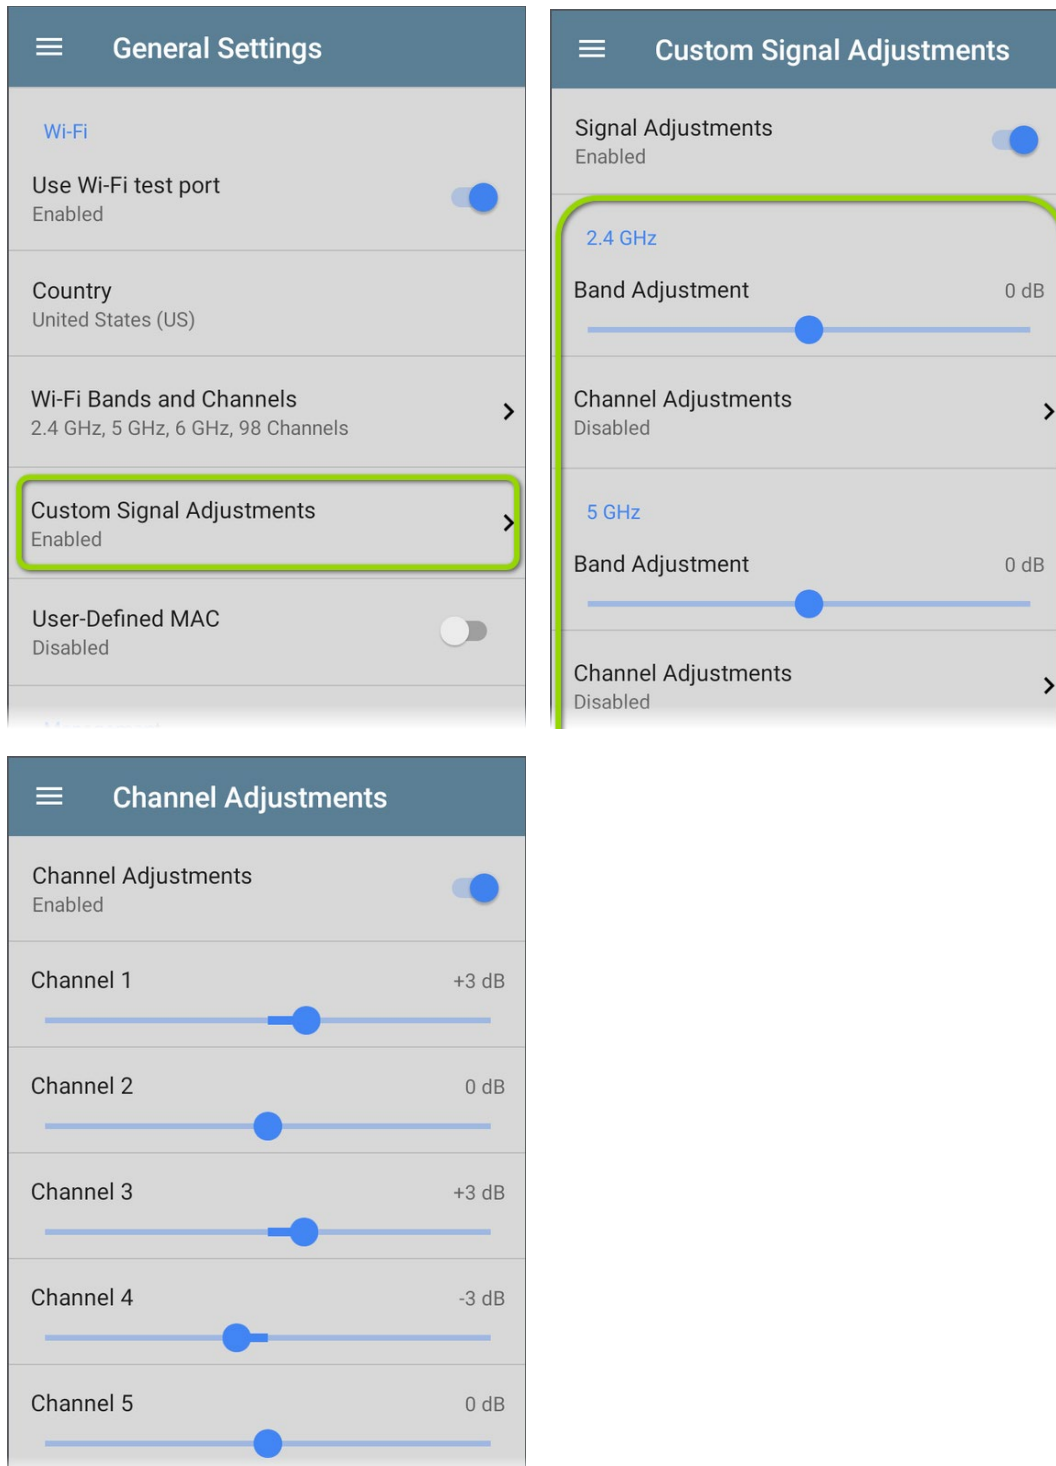 General Settings
Wi-Fi
Use Wi-Fi test port
Enabled
Country
United States (US)
Wi-Fi Bands and Channels
2.4 GHz, 5 GHz, 6 GHz, 98 Channels
Custom Signal Adjustments
Enabled
User-Defined MAC
Disabled
Custom Signal Adjustments
Signal Adjustments
Enabled
2.4 GHz
Band Adjustment 0 dB
Channel Adjustments
Disabled
5 GHz
Band Adjustment 0 dB
Channel Adjustments
Disabled
Channel Adjustments
Channel Adjustments
Enabled
Channel 1 +3 dB
Channel 2 0 dB
Channel 3 +3 dB
Channel 4 -3 dB
Channel 5 0 dB